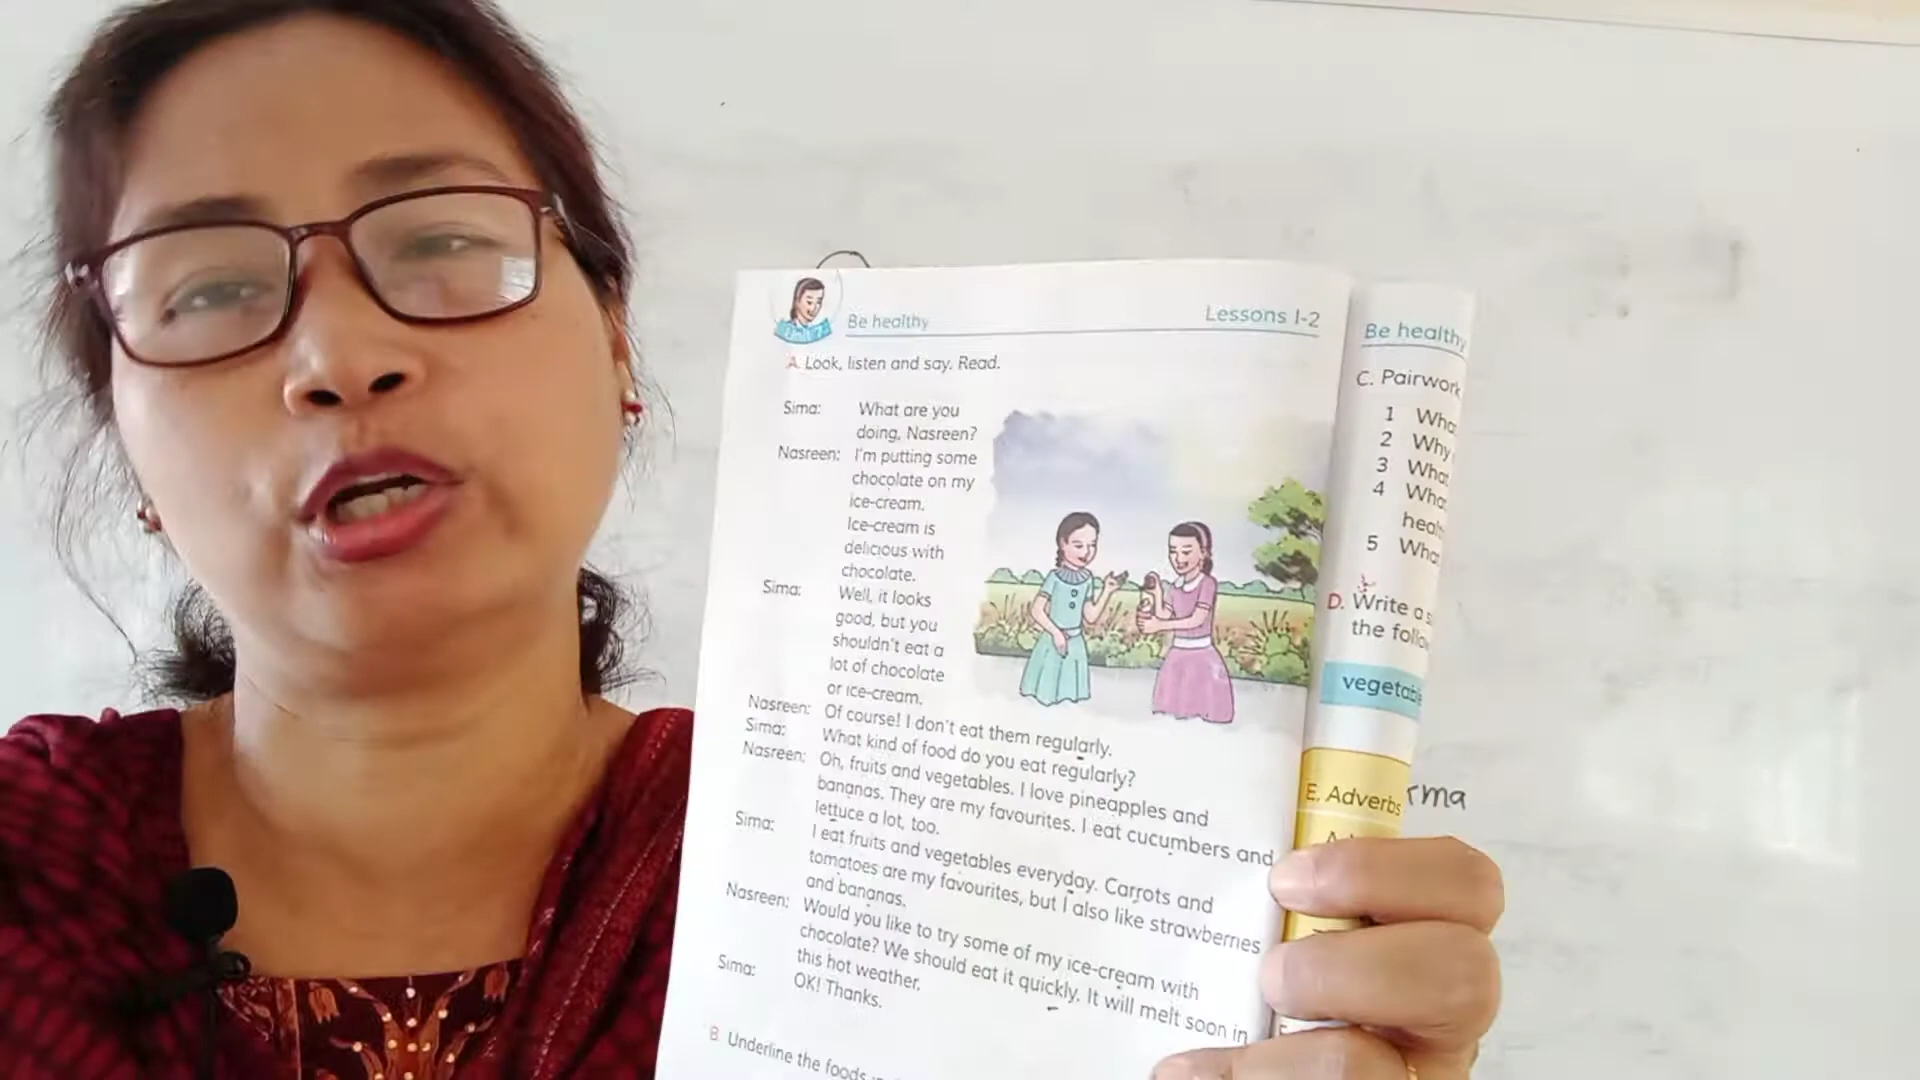 Unit 7
Be healthy
Lessons 1-2
A. Look, listen and say. Read.
Sima: What are you
doing, Nasreen?
Nasreen: I'm putting some
chocolate on my
ice-cream.
Ice-cream is
delicious with
chocolate.
Sima: Well, it looks
good, but you
shouldn't eat a
lot of chocolate
or ice-cream.
Nasreen: Of course! I don't eat them regularly.
Sima: What kind of food do you eat regularly?
Nasreen: Oh, fruits and vegetables. I love pineapples and
bananas. They are my favourites. I eat cucumbers and
lettuce a lot, too.
Sima: I eat fruits and vegetables everyday. Carrots and
tomatoes are my favourites, but I also like strawberries
and bananas.
Nasreen: Would you like to try some of my ice-cream with
chocolate? We should eat it quickly. It will melt soon in
this hot weather.
Sima: OK! Thanks.
B Underline the foods
Be healthy
C. Pairwork
1
2 Why
3 What
4
5
D. Write a
the
E. Adverbs